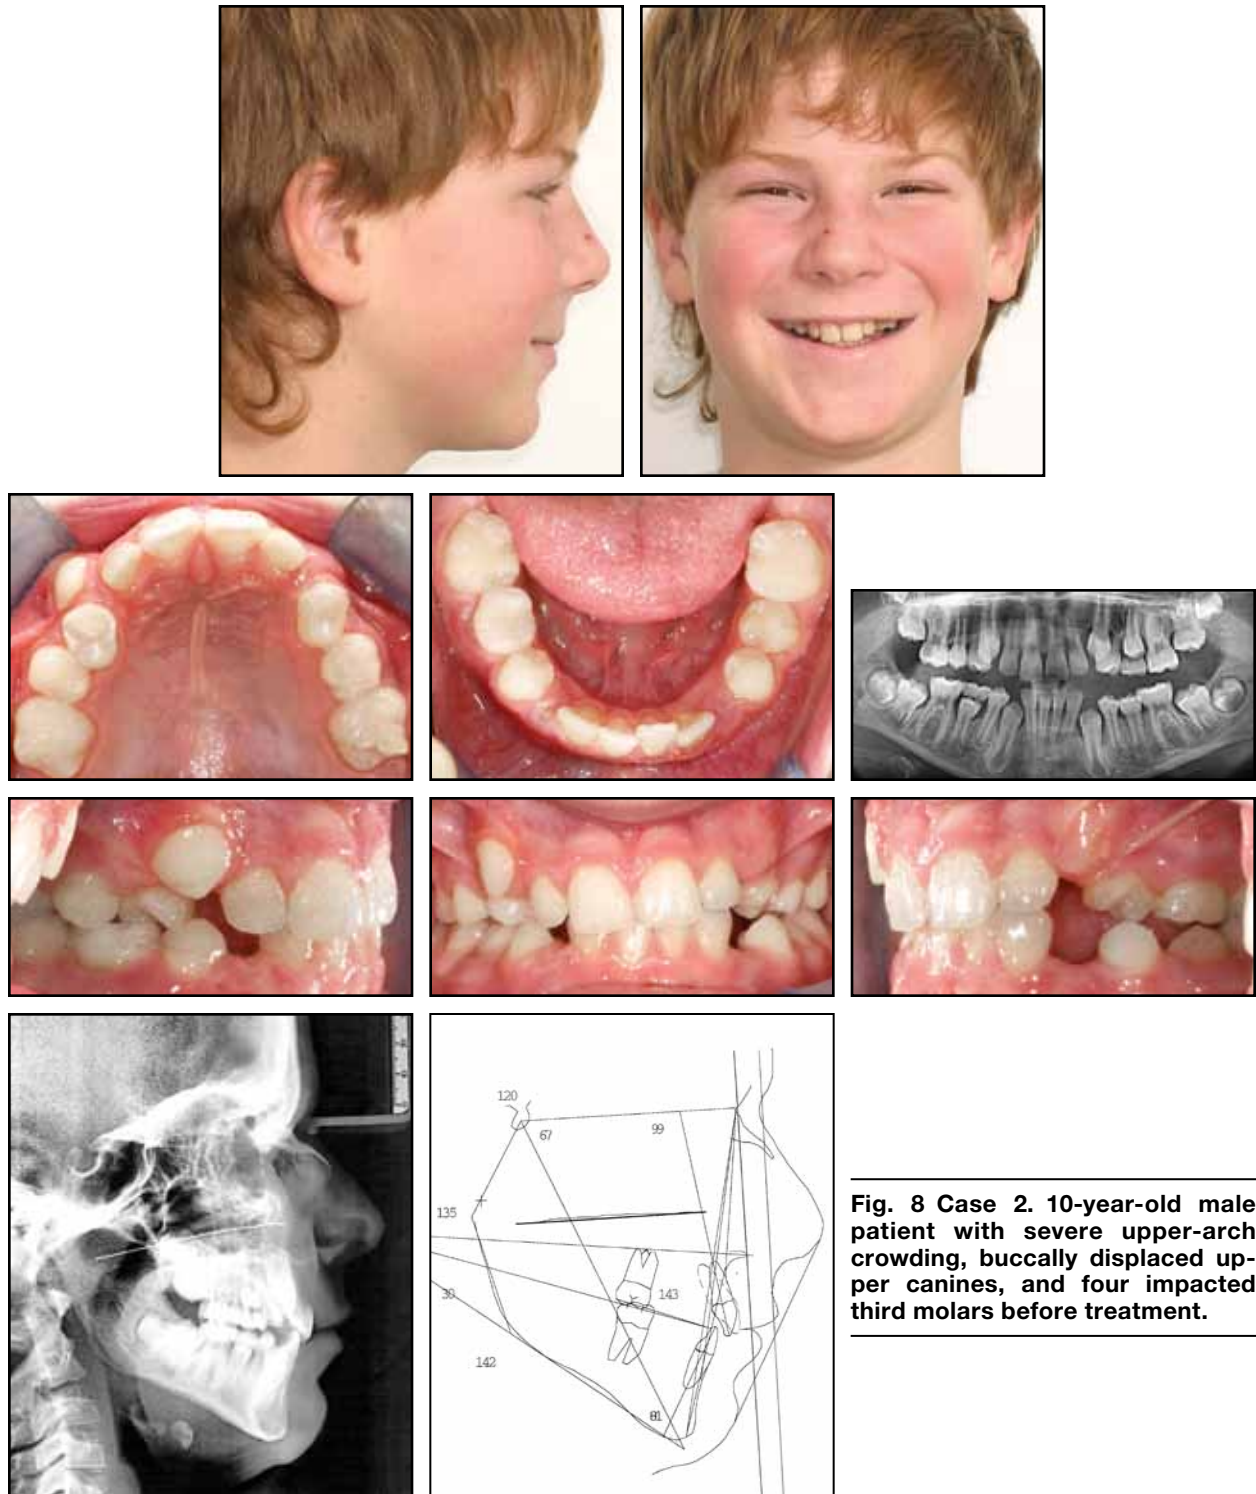 120
67
99
135
30
143
142
81
Fig. 8 Case 2. 10-year-old male
patient with severe upper-arch
crowding, buccally displaced up-
per canines, and four impacted
third molars before treatment.